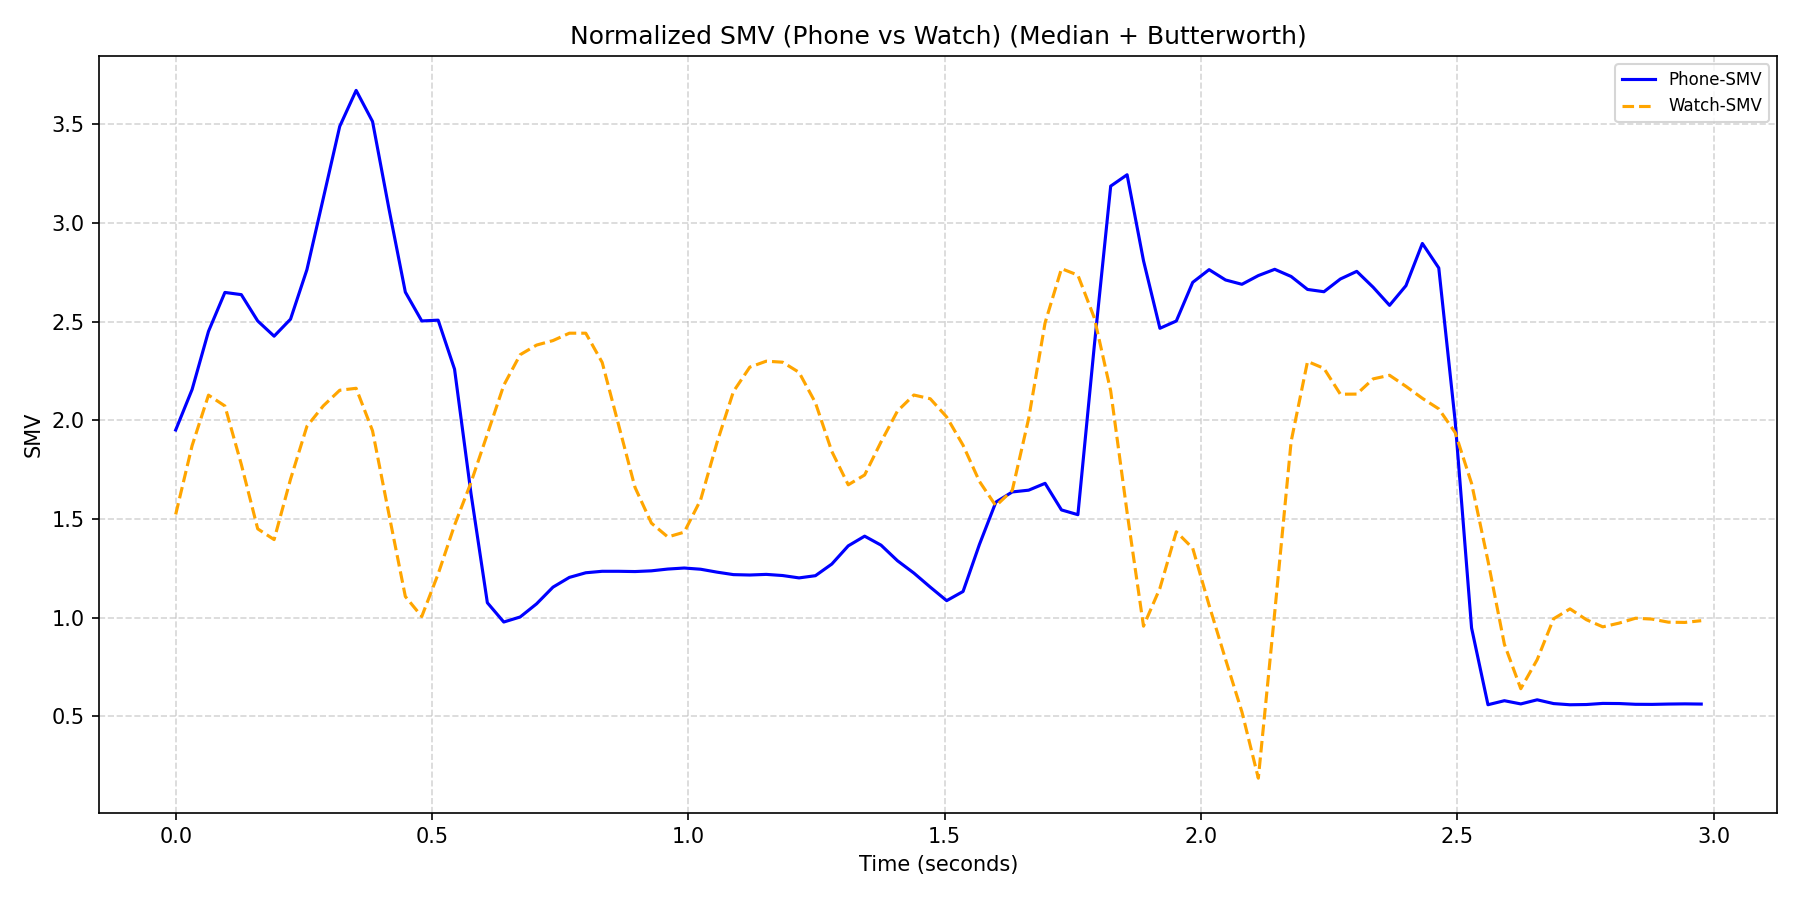 Normalized SMV (Phone vs Watch) (Median + Butterworth)
Phone-SMV
Watch-SMV
SMV
3.5
3.0
2.5
2.0
1.5
1.0
0.5
0.0 0.5 1.0 1.5 2.0 2.5 3.0
Time (seconds)